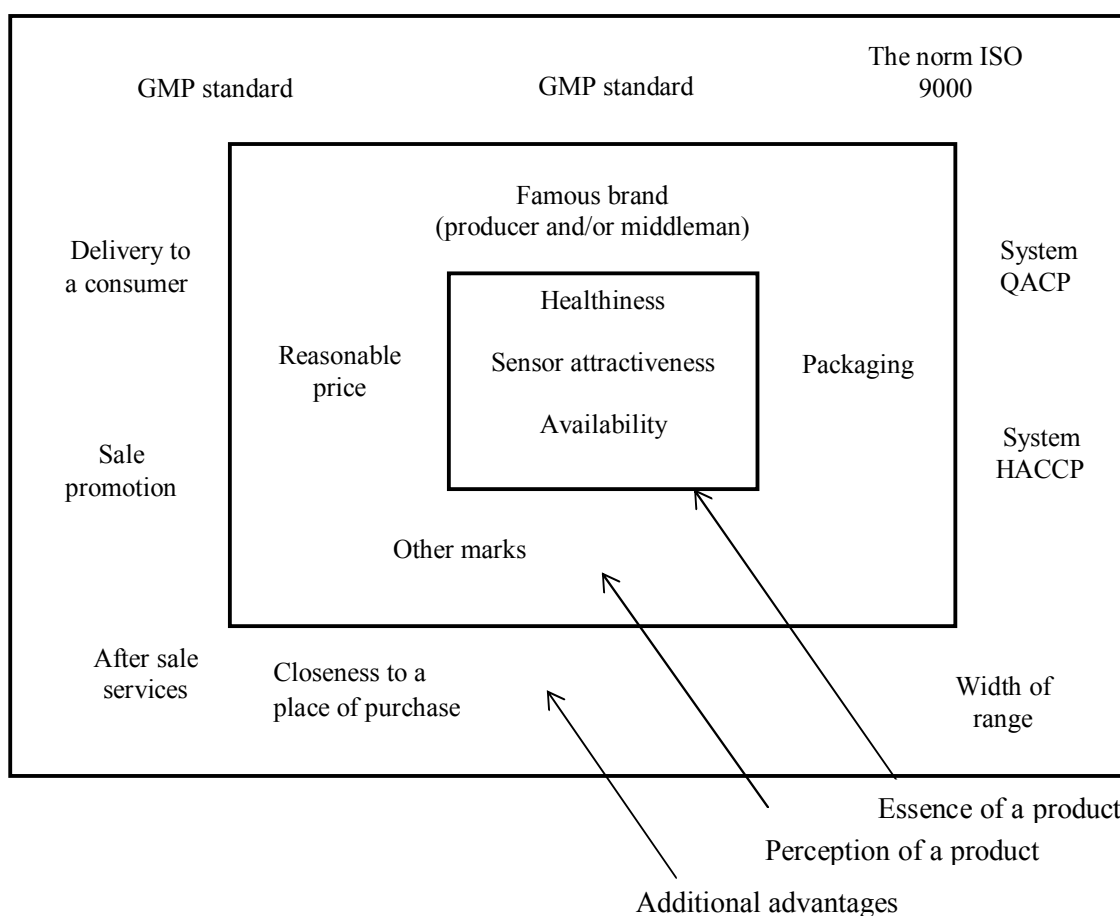 The norm ISO
9000
GMP standard
GMP standard
Famous brand
(producer and/or middleman)
Delivery to
a consumer
System
QACP
Healthiness
Reasonable
price
Sensor attractiveness
Packaging
Availability
Sale
promotion
System
HACCP
Other marks
After sale
services
Closeness to a
place of purchase
Width of
range
Essence of a product
Perception of a product
Additional advantages